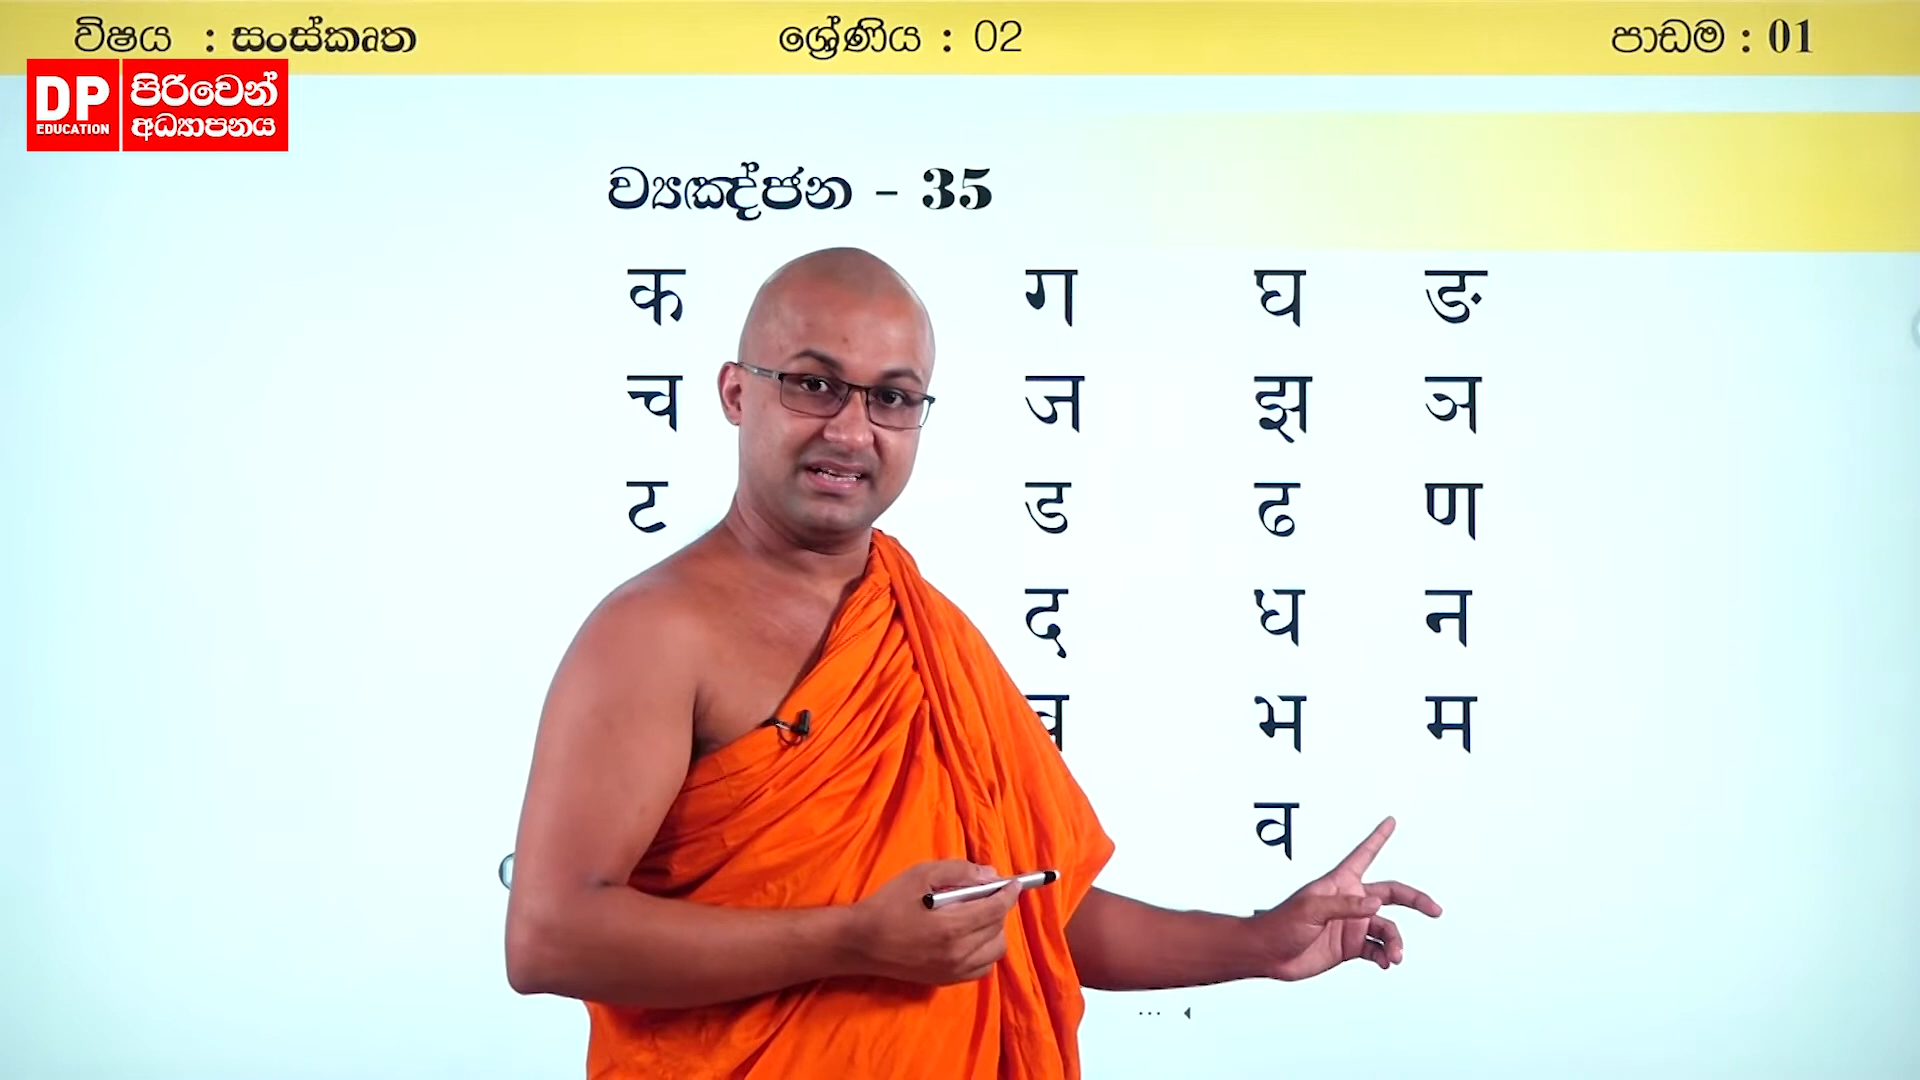 විෂය : සංස්කෘත
ශ්‍රේණිය : 02
පාඩම : 01
DP
EDUCATION
පිරිවෙන්
අධ්‍යාපනය
ව්‍යඤ්ජන - 35
क ग घ ङ
च ज झ ञ
ट ड ढ ण
द ध न
ब भ म
व